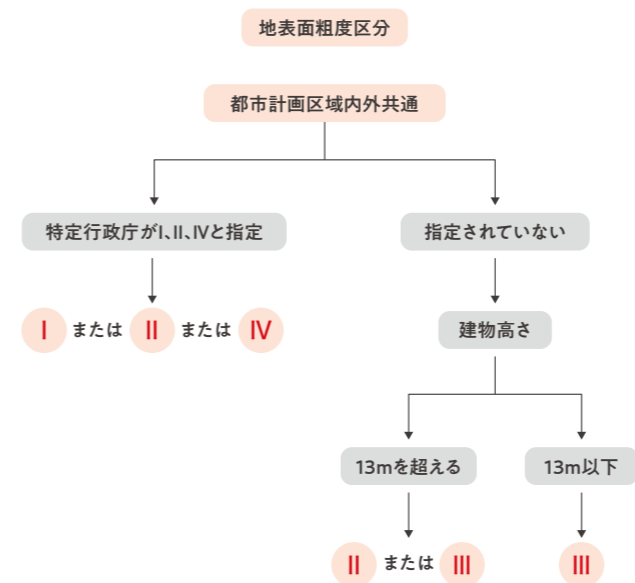 地表面粗度区分
都市計画区域内外共通
特定行政庁がI、II、IVと指定
指定されていない
I または II または IV
建物高さ
13mを超える
13m以下
II または III
III